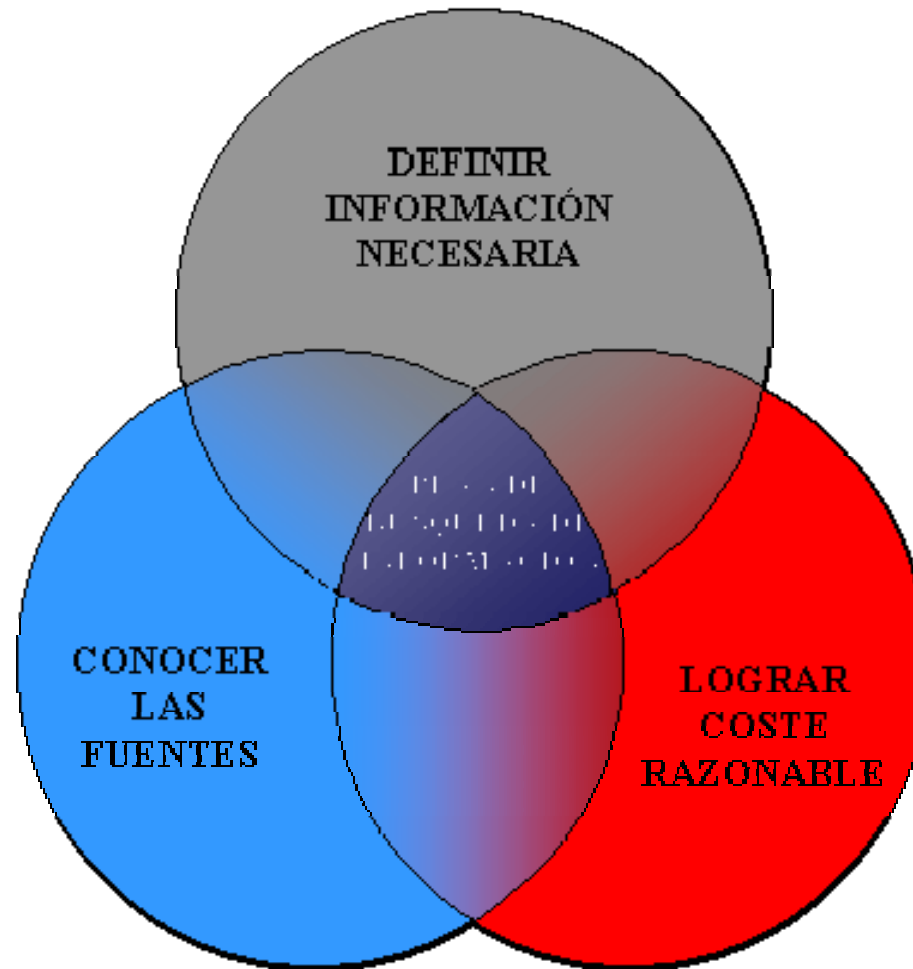 DEFINIR
INFORMACIÓN
NECESARIA
CONOCER
LAS
FUENTES
LOGRAR
COSTE
RAZONABLE